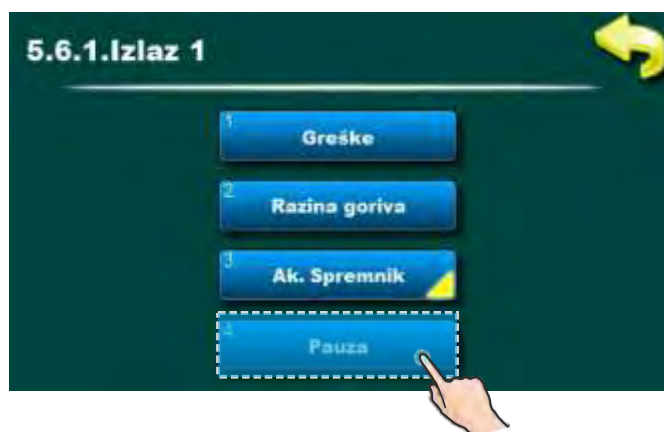 5.6.1.Izlaz 1
1
Greške
2
Razina goriva
3
Ak. Spremnik
4
Pauza